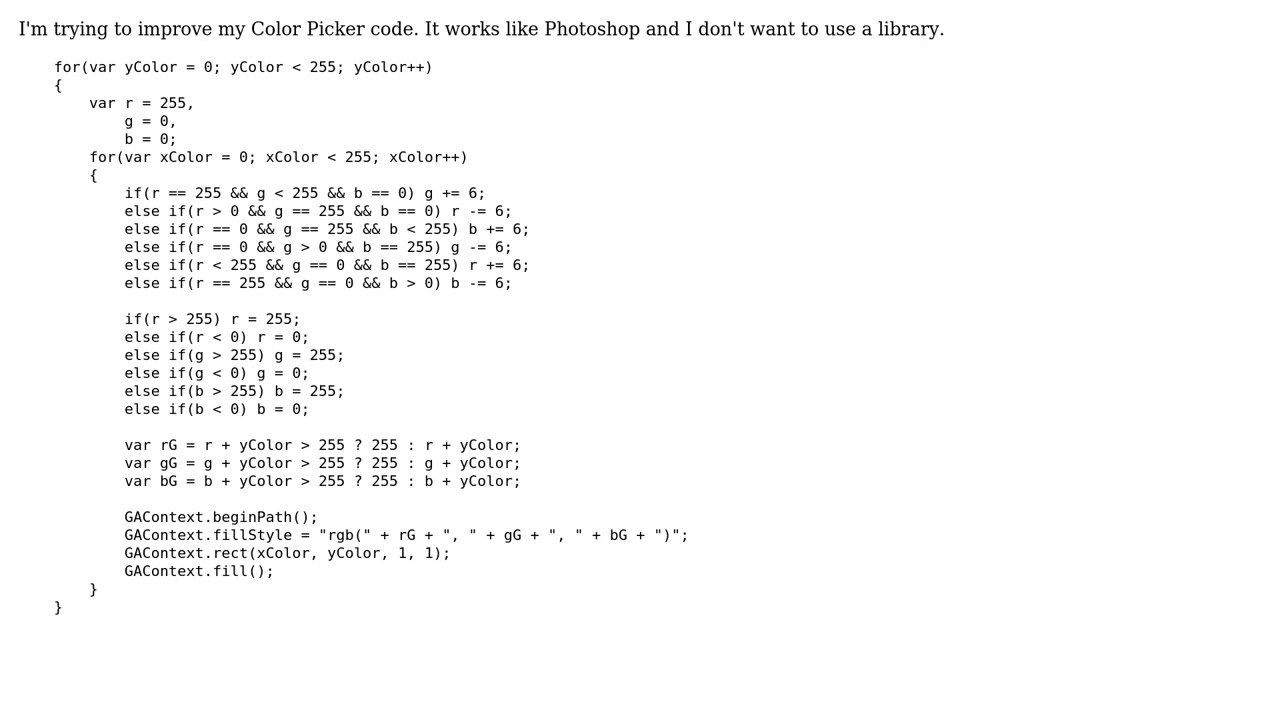 I'm trying to improve my Color Picker code. It works like Photoshop and I don't want to use a library.
for(var yColor = 0; yColor < 255; yColor++)
{
    var r = 255,
        g = 0,
        b = 0;
    for(var xColor = 0; xColor < 255; xColor++)
    {
        if(r == 255 && g < 255 && b == 0) g += 6;
        else if(r > 0 && g == 255 && b == 0) r -= 6;
        else if(r == 0 && g == 255 && b < 255) b += 6;
        else if(r == 0 && g > 0 && b == 255) g -= 6;
        else if(r < 255 && g == 0 && b == 255) r += 6;
        else if(r == 255 && g == 0 && b > 0) b -= 6;

        if(r > 255) r = 255;
        else if(r < 0) r = 0;
        else if(g > 255) g = 255;
        else if(g < 0) g = 0;
        else if(b > 255) b = 255;
        else if(b < 0) b = 0;

        var rG = r + yColor > 255 ? 255 : r + yColor;
        var gG = g + yColor > 255 ? 255 : g + yColor;
        var bG = b + yColor > 255 ? 255 : b + yColor;

        GAContext.beginPath();
        GAContext.fillStyle = "rgb(" + rG + ", " + gG + ", " + bG + ")";
        GAContext.rect(xColor, yColor, 1, 1);
        GAContext.fill();
    }
}